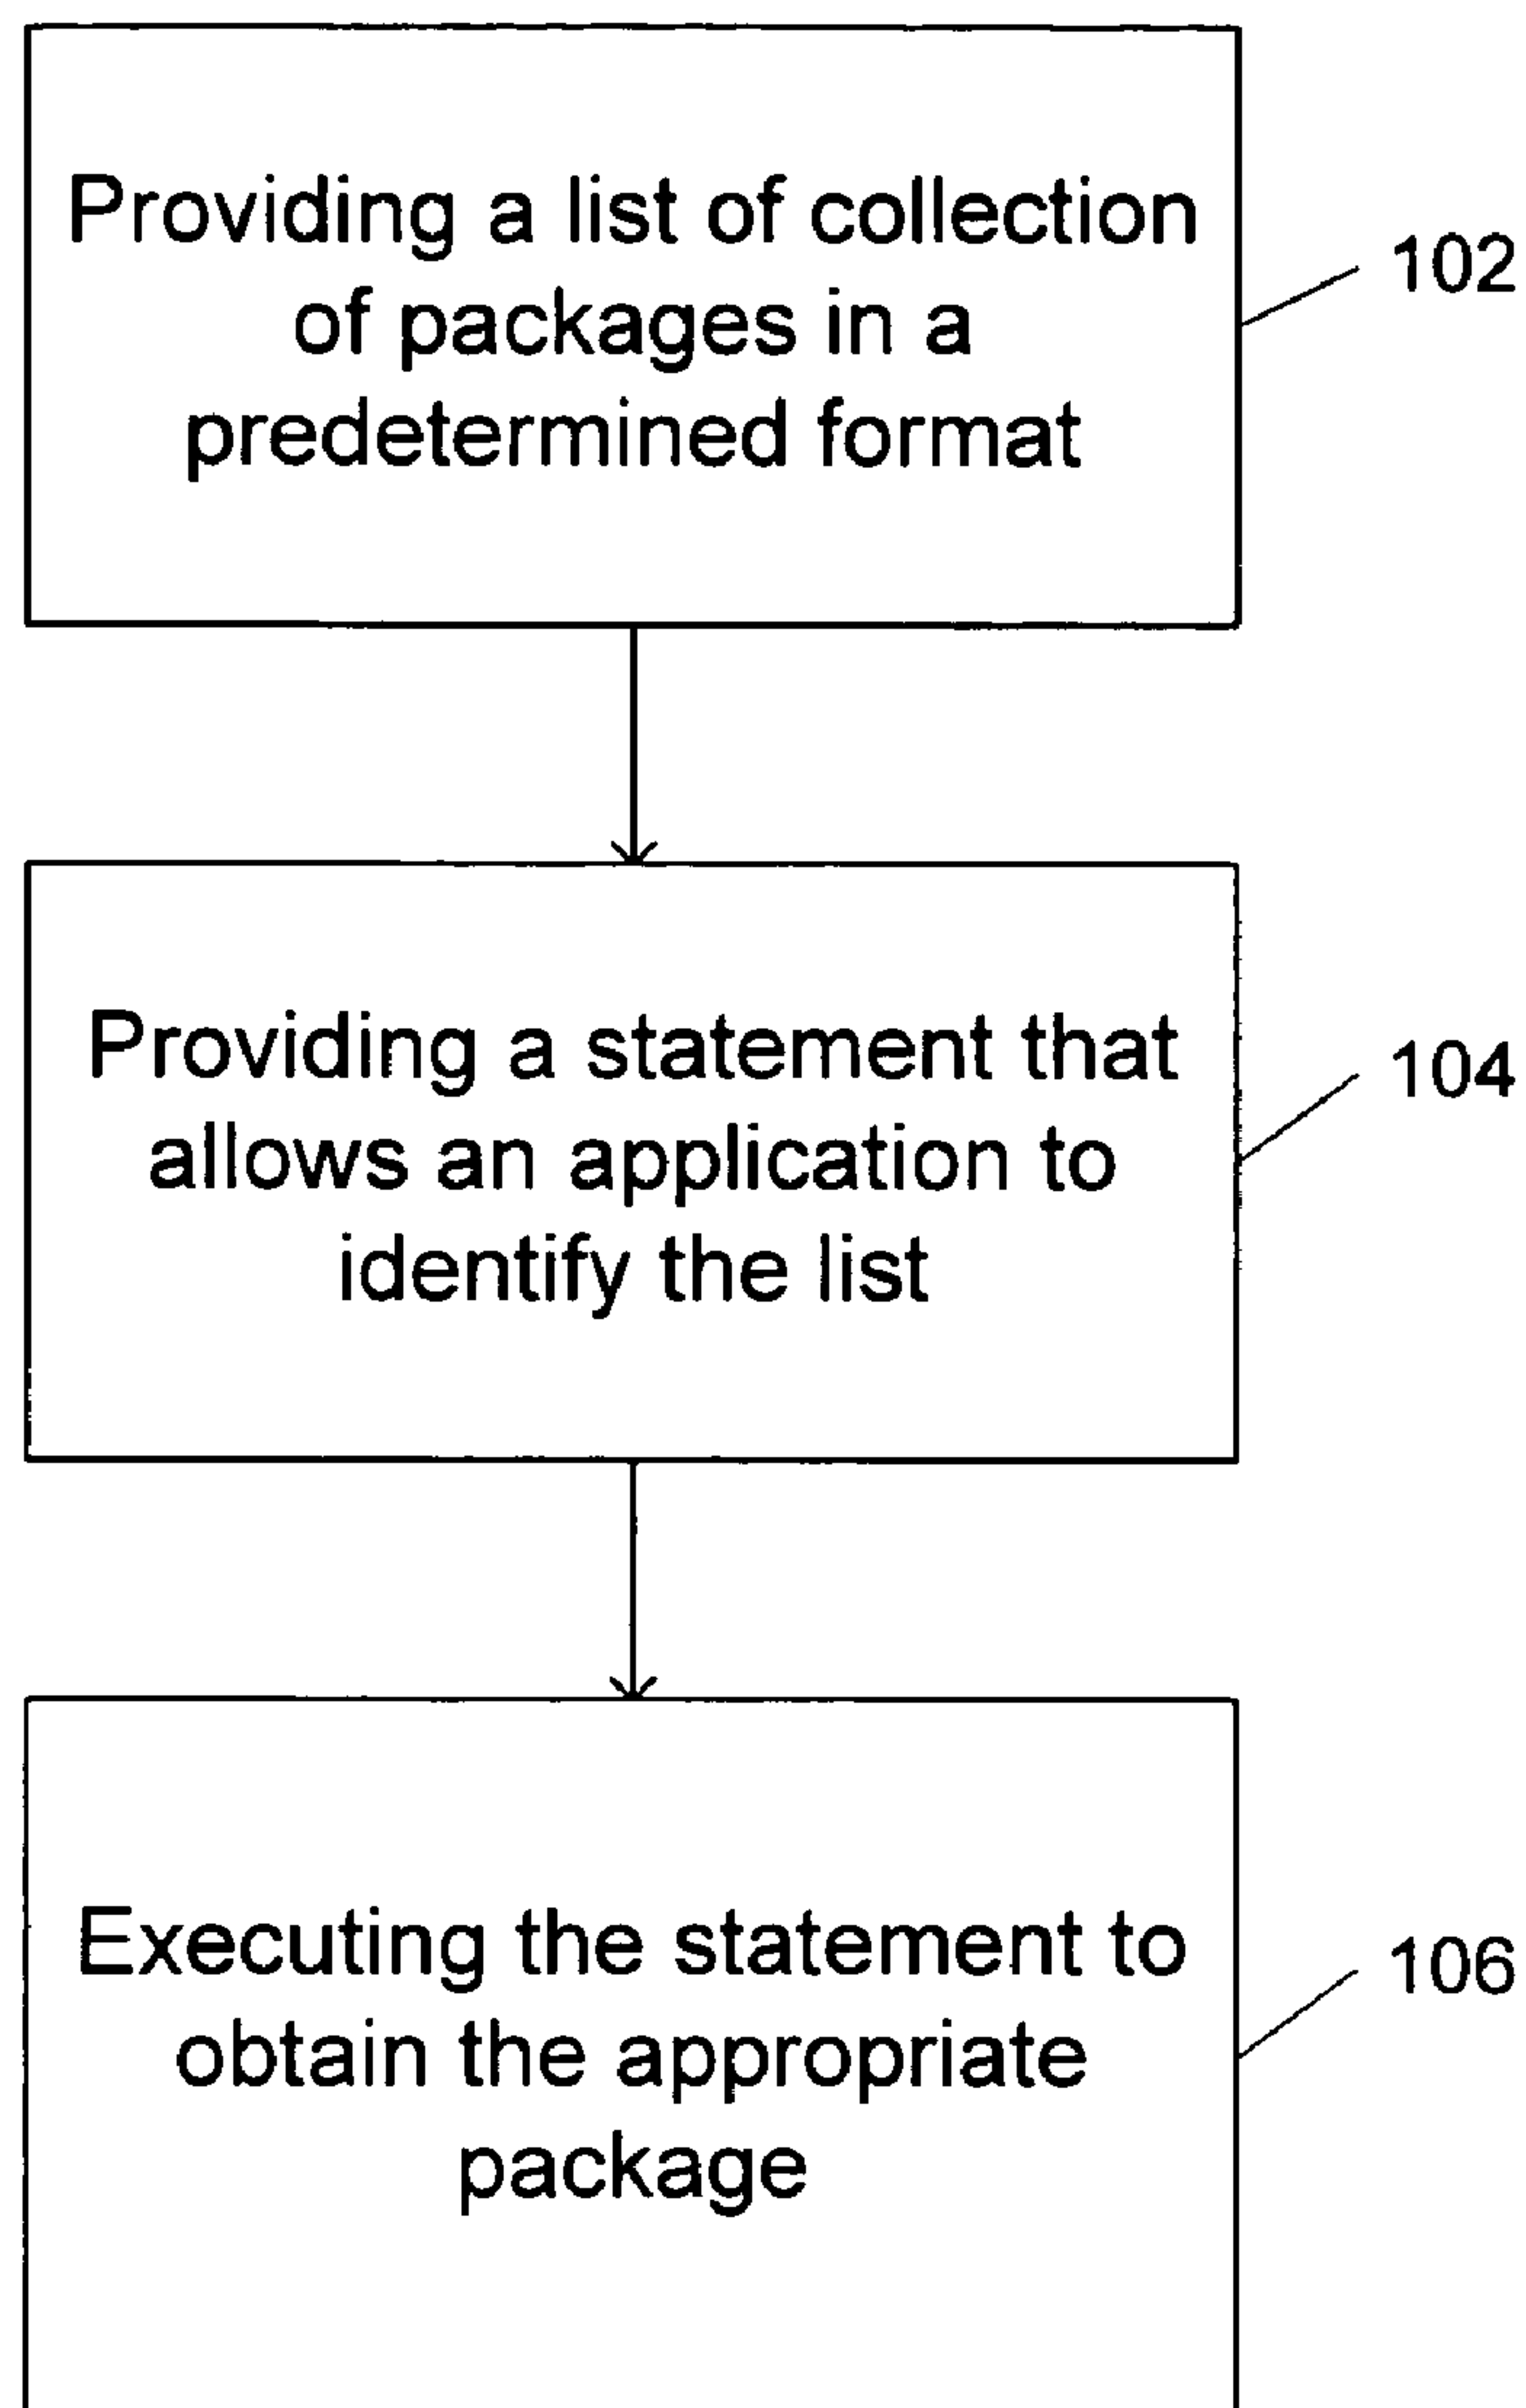 Providing a list of collection
of packages in a
predetermined format
102
Providing a statement that
allows an application to
identify the list
104
Executing the statement to
obtain the appropriate
package
106